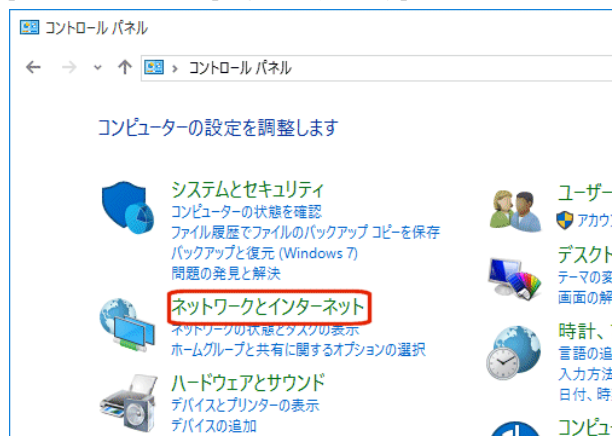 コントロール パネル
コントロール パネル
コンピューターの設定を調整します
システムとセキュリティ
コンピューターの状態を確認
ファイル履歴でファイルのバックアップ コピーを保存
バックアップと復元 (Windows 7)
問題の発見と解決
ネットワークとインターネット
ネットワークの状態とタスクの表示
ホームグループと共有に関するオプションの選択
ハードウェアとサウンド
デバイスとプリンターの表示
デバイスの追加
ユーザー
アカウ
デスクト
テーマの変
画面の解
時計、
言語の追
入力方法
日付、時
コンピュ